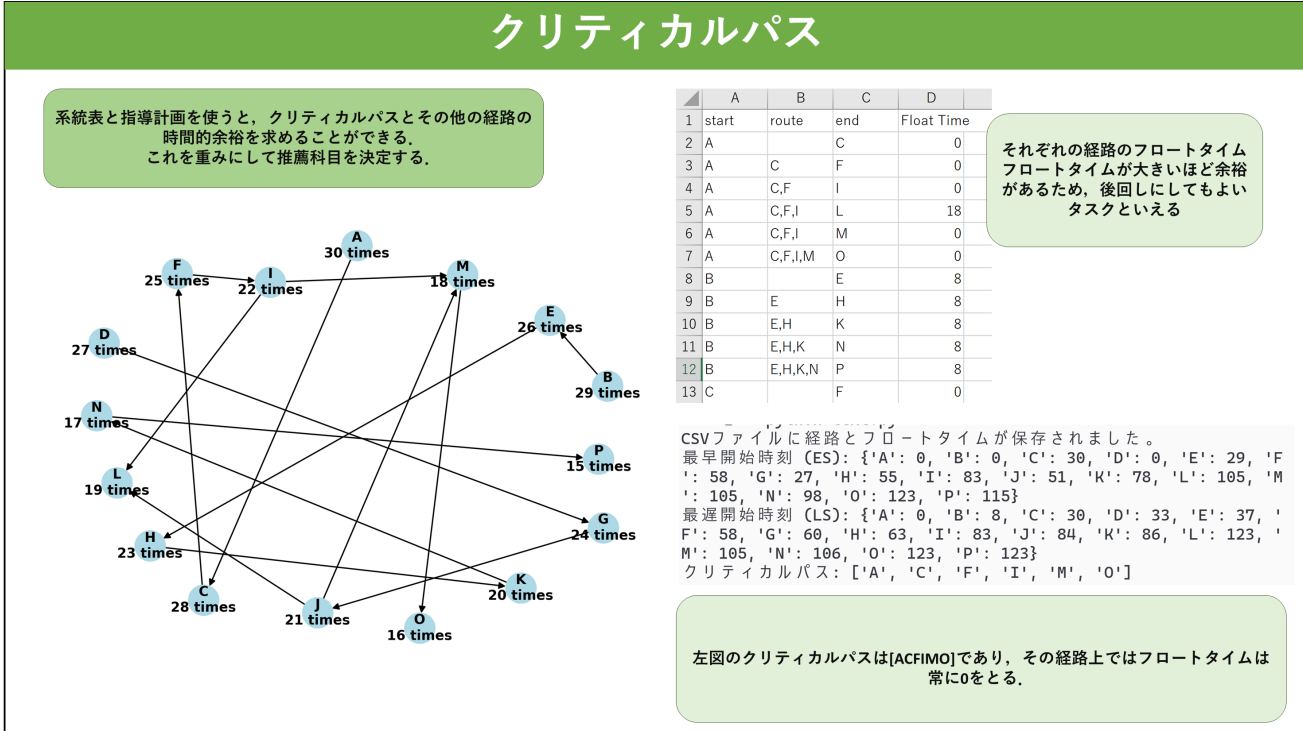 クリティカルパス
系統表と指導計画を使うと，クリティカルパスとその他の経路の
時間的余裕を求めることができる．
これを重みにして推薦科目を決定する．
A
30 times
F
25 times
I
22 times
M
18 times
E
26 times
D
27 times
B
29 times
N
17 times
P
15 times
L
19 times
G
24 times
H
23 times
K
20 times
C
28 times
J
21 times
O
16 times
A B C D
1 start route end Float Time
2 A C 0
3 A C F 0
4 A C,F I 0
5 A C,F,I L 18
6 A C,F,I M 0
7 A C,F,I,M O 0
8 B E 8
9 B E H 8
10 B E,H K 8
11 B E,H,K N 8
12 B E,H,K,N P 8
13 C F 0
それぞれの経路のフロートタイム
フロートタイムが大きいほど余裕
があるため，後回しにしてもよい
タスクといえる
CSVファイルに経路とフロートタイムが保存されました。
最早開始時刻 (ES): {'A': 0, 'B': 0, 'C': 30, 'D': 0, 'E': 29, 'F
': 58, 'G': 27, 'H': 55, 'I': 83, 'J': 51, 'K': 78, 'L': 105, 'M
': 105, 'N': 98, 'O': 123, 'P': 115}
最遅開始時刻 (LS): {'A': 0, 'B': 8, 'C': 30, 'D': 33, 'E': 37, '
F': 58, 'G': 60, 'H': 63, 'I': 83, 'J': 84, 'K': 86, 'L': 123, '
M': 105, 'N': 106, 'O': 123, 'P': 123}
クリティカルパス: ['A', 'C', 'F', 'I', 'M', 'O']
左図のクリティカルパスは[ACFIMO]であり，その経路上ではフロートタイムは
常に0をとる．